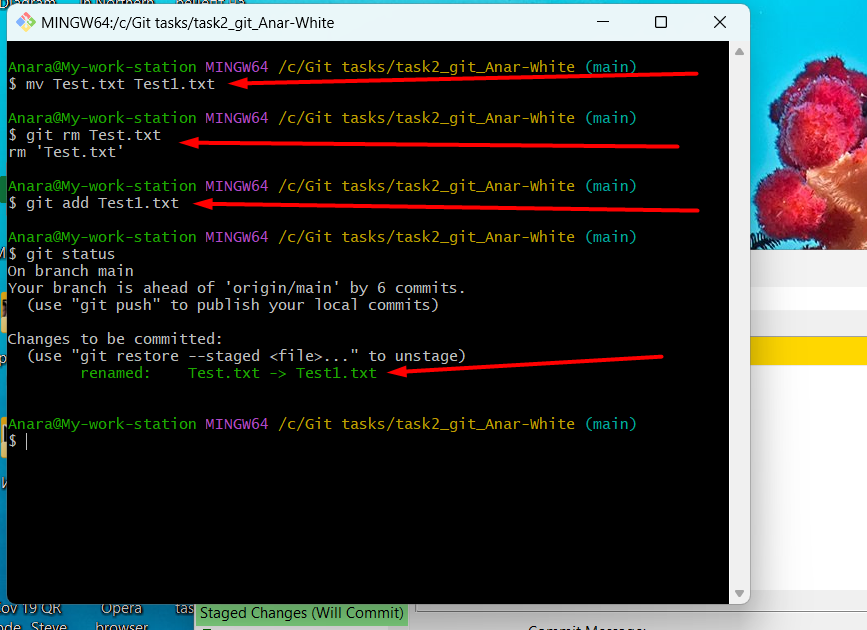 MINGW64:/c/Git tasks/task2_git_Anar-White
Anara@My-work-station MINGW64 /c/Git tasks/task2_git_Anar-White (main)
$ mv Test.txt Test1.txt
Anara@My-work-station MINGW64 /c/Git tasks/task2_git_Anar-White (main)
$ git rm Test.txt
rm 'Test.txt'
Anara@My-work-station MINGW64 /c/Git tasks/task2_git_Anar-White (main)
$ git add Test1.txt
Anara@My-work-station MINGW64 /c/Git tasks/task2_git_Anar-White (main)
$ git status
On branch main
Your branch is ahead of 'origin/main' by 6 commits.
(use "git push" to publish your local commits)
Changes to be committed:
(use "git restore --staged <file>..." to unstage)
renamed: Test.txt -> Test1.txt
Anara@My-work-station MINGW64 /c/Git tasks/task2_git_Anar-White (main)
$
19 QR
Opera
Steve
browser
Staged Changes (Will Commit)
Commit Message: